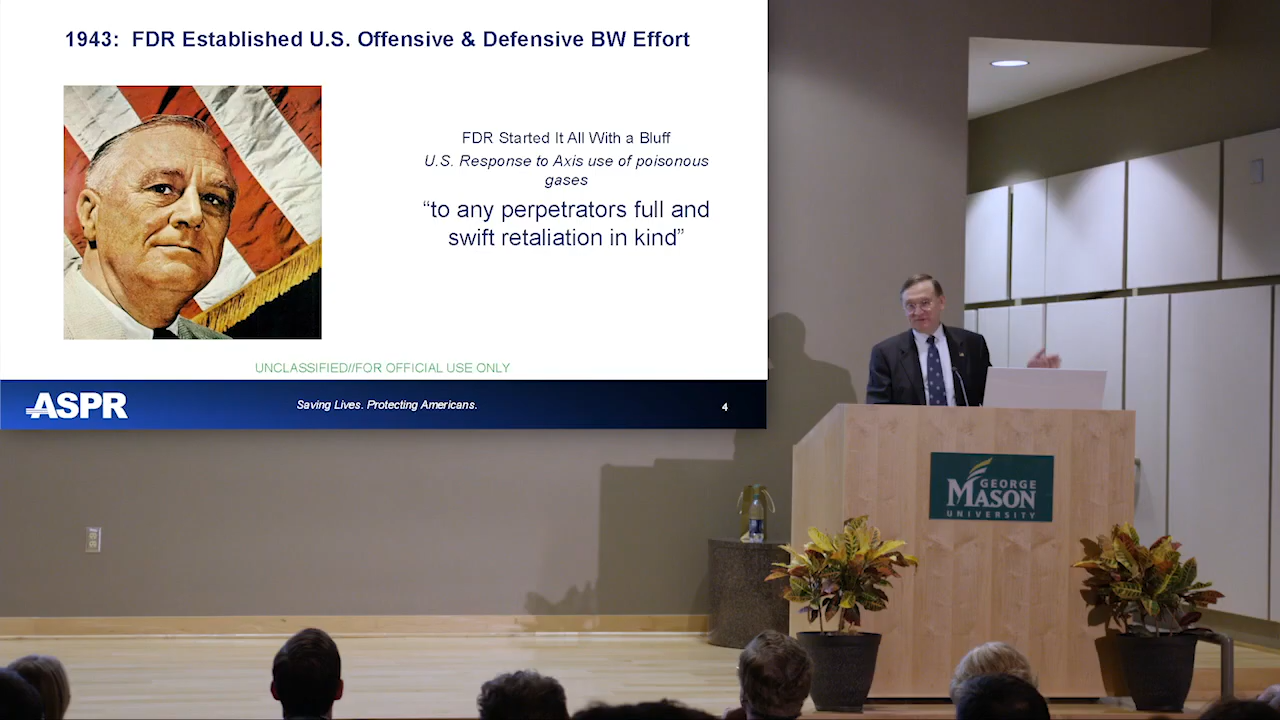 1943: FDR Established U.S. Offensive & Defensive BW Effort
FDR Started It All With a Bluff
U.S. Response to Axis use of poisonous
gases
“to any perpetrators full and
swift retaliation in kind”
UNCLASSIFIED//FOR OFFICIAL USE ONLY
ASPR
Saving Lives. Protecting Americans.
4
GEORGE
MASON
UNIVERSITY